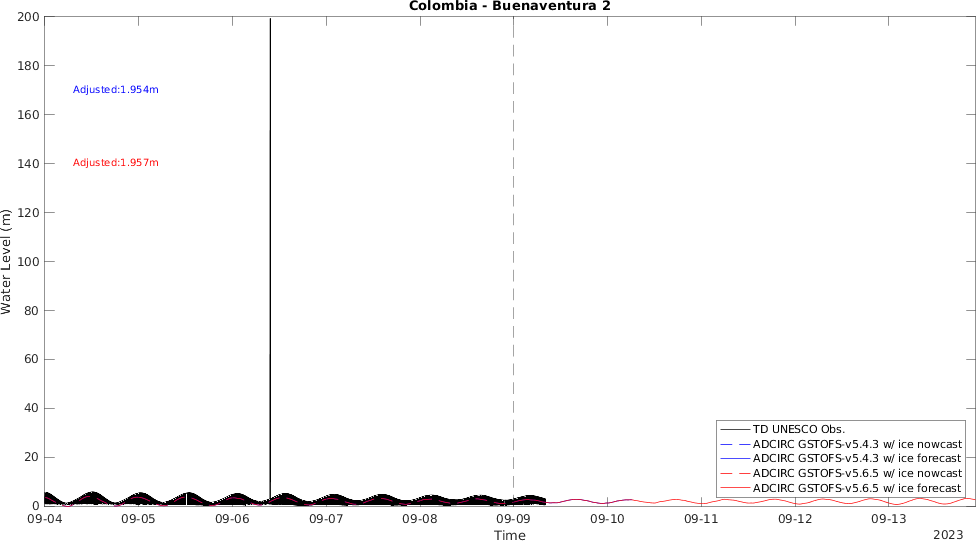 Colombia - Buenaventura 2
200
180
160
140
120
100
80
60
40
20
0
Water Level (m)
Adjusted:1.954m
Adjusted:1.957m
TD UNESCO Obs.
ADCIRC GSTOFS-v5.4.3 w/ ice nowcast
ADCIRC GSTOFS-v5.4.3 w/ ice forecast
ADCIRC GSTOFS-v5.6.5 w/ ice nowcast
ADCIRC GSTOFS-v5.6.5 w/ ice forecast
09-04 09-05 09-06 09-07 09-08 09-09 09-10 09-11 09-12 09-13
Time
2023